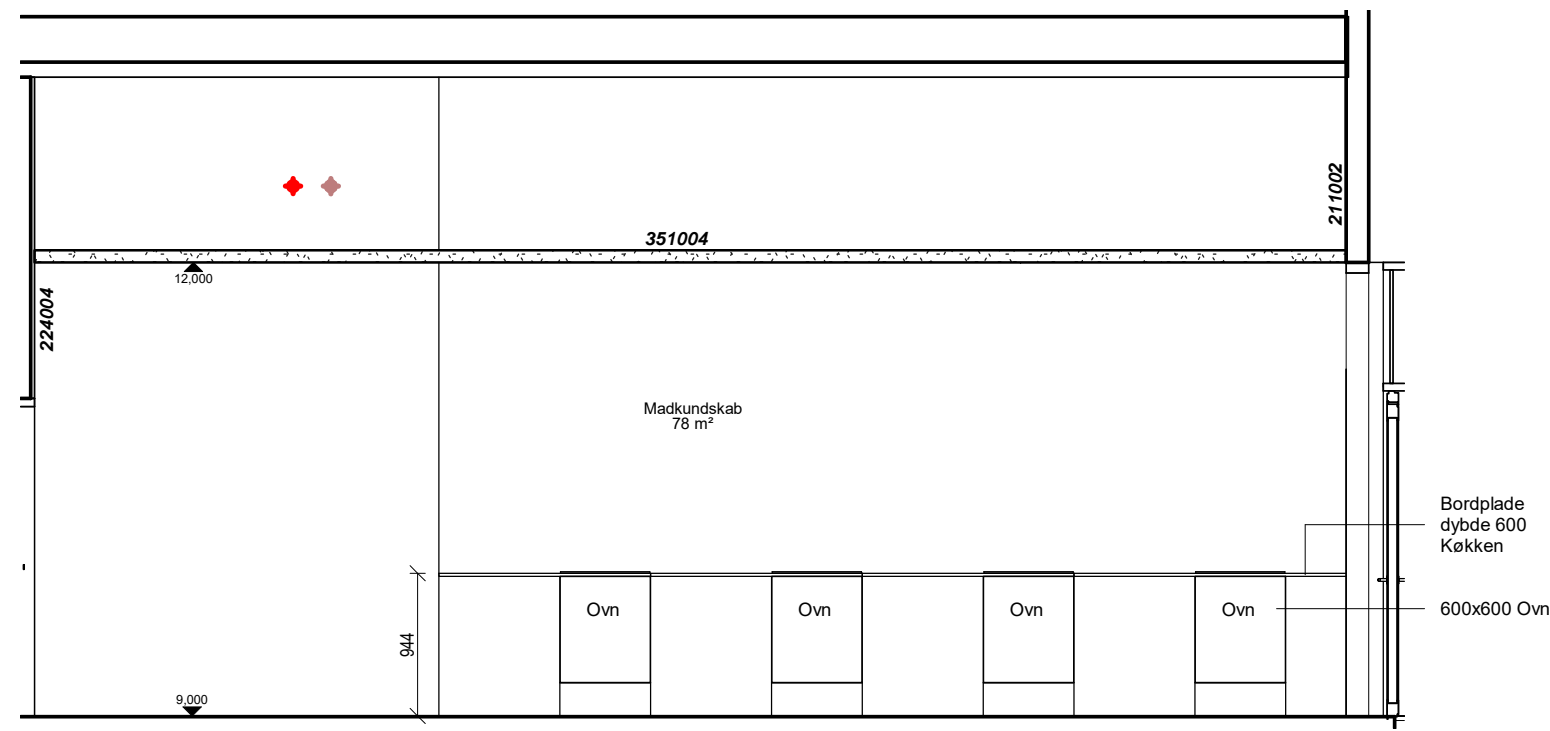 211002
351004
12,000
224004
Madkundskab
78 m²
Bordplade
dybde 600
Køkken
Ovn
Ovn
Ovn
Ovn
600x600 Ovn
944
9,000